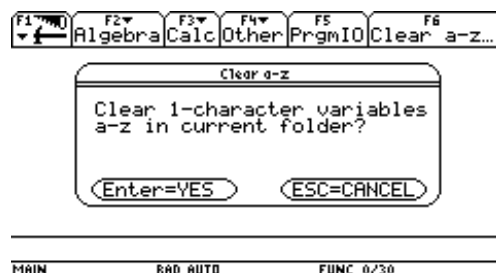 F1 F2 F3 F4 F5 F6
Algebra Calc Other PrgmIO Clear a-z…
Clear a-z
Clear 1-character variables
a-z in current folder?
Enter=YES ESC=CANCEL
MAIN RAD AUTO FUNC 0/30